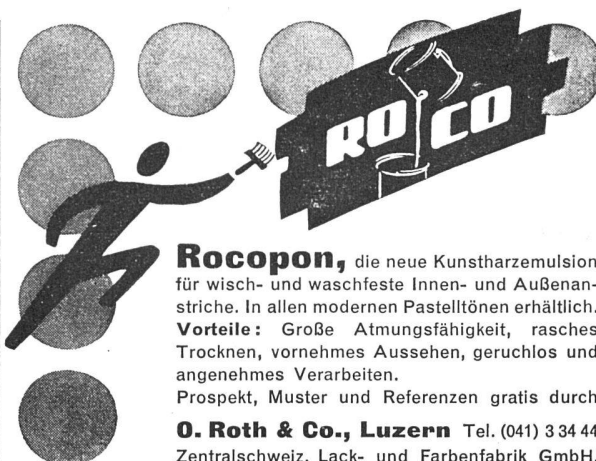 ROCO
Rocopon, die neue Kunstharzemulsion
für wisch- und waschfeste Innen- und Außenan-
striche. In allen modernen Pastelltönen erhältlich.
Vorteile: Große Atmungsfähigkeit, rasches
Trocknen, vornehmes Aussehen, geruchlos und
angenehmes Verarbeiten.
Prospekt, Muster und Referenzen gratis durch
O. Roth & Co., Luzern Tel. (041) 3 34 44
Zentralschweiz. Lack- und Farbenfabrik GmbH.